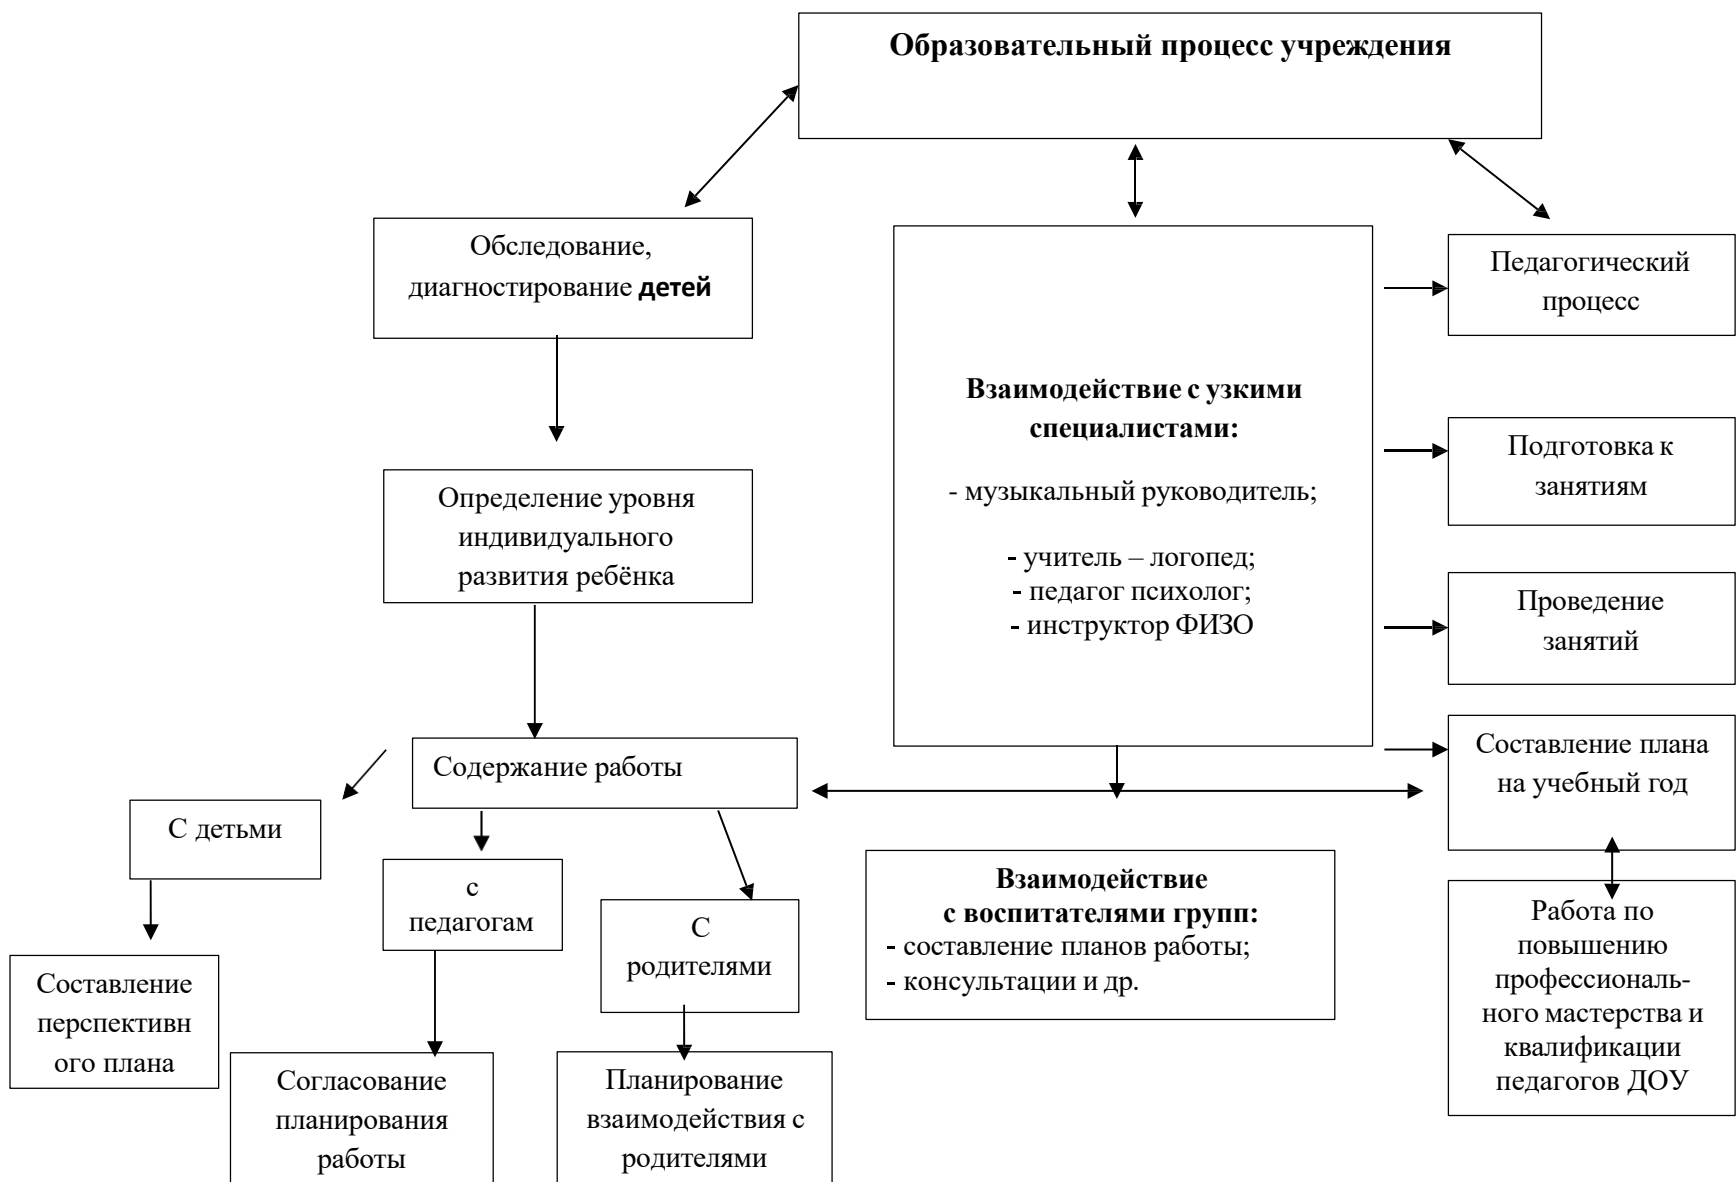 Образовательный процесс учреждения
Обследование,
диагностирование детей
Педагогический
процесс
Взаимодействие с узкими
специалистами:
- музыкальный руководитель;
- учитель – логопед;
- педагог психолог;
- инструктор ФИЗО
Подготовка к
занятиям
Определение уровня
индивидуального
развития ребёнка
Проведение
занятий
Содержание работы
Составление плана
на учебный год
С детьми
с
педагогам
С
родителями
Взаимодействие
с воспитателями групп:
- составление планов работы;
- консультации и др.
Работа по
повышению
профессиональ-
ного мастерства и
квалификации
педагогов ДОУ
Составление
перспективн
ого плана
Согласование
планирования
работы
Планирование
взаимодействия с
родителями